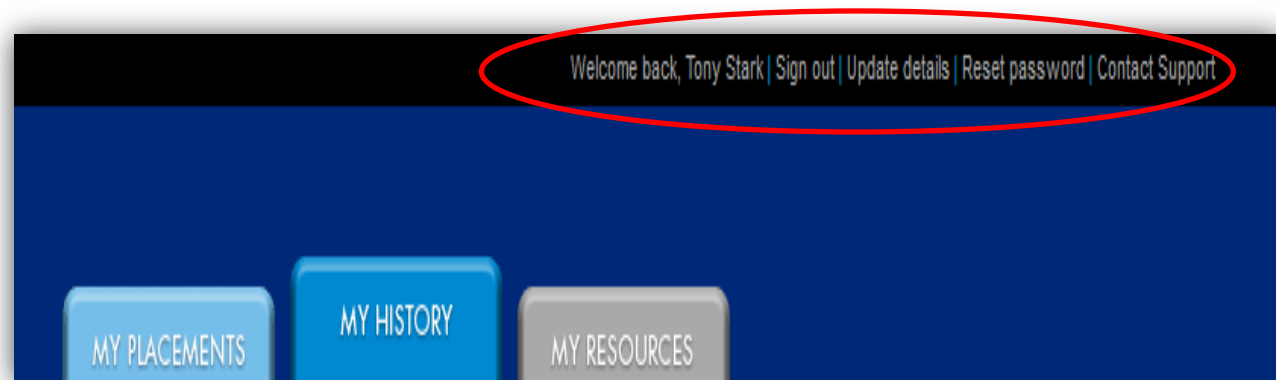 Welcome back, Tony Stark | Sign out | Update details | Reset password | Contact Support
MY PLACEMENTS
MY HISTORY
MY RESOURCES